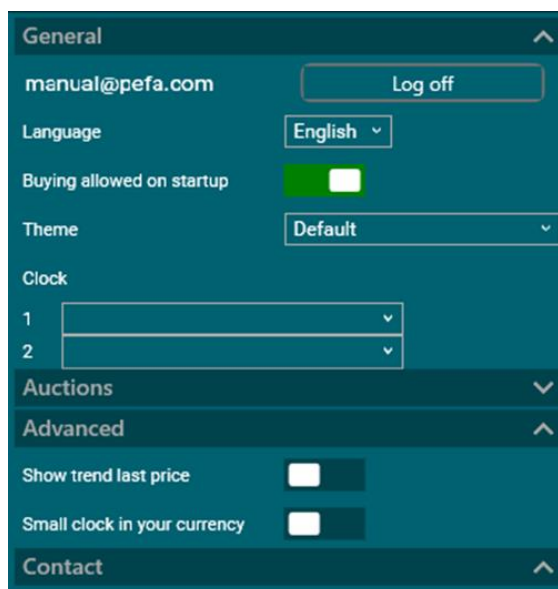 General
manual@pefa.com Log off
Language English
Buying allowed on startup
Theme Default
Clock
1
2
Auctions
Advanced
Show trend last price
Small clock in your currency
Contact